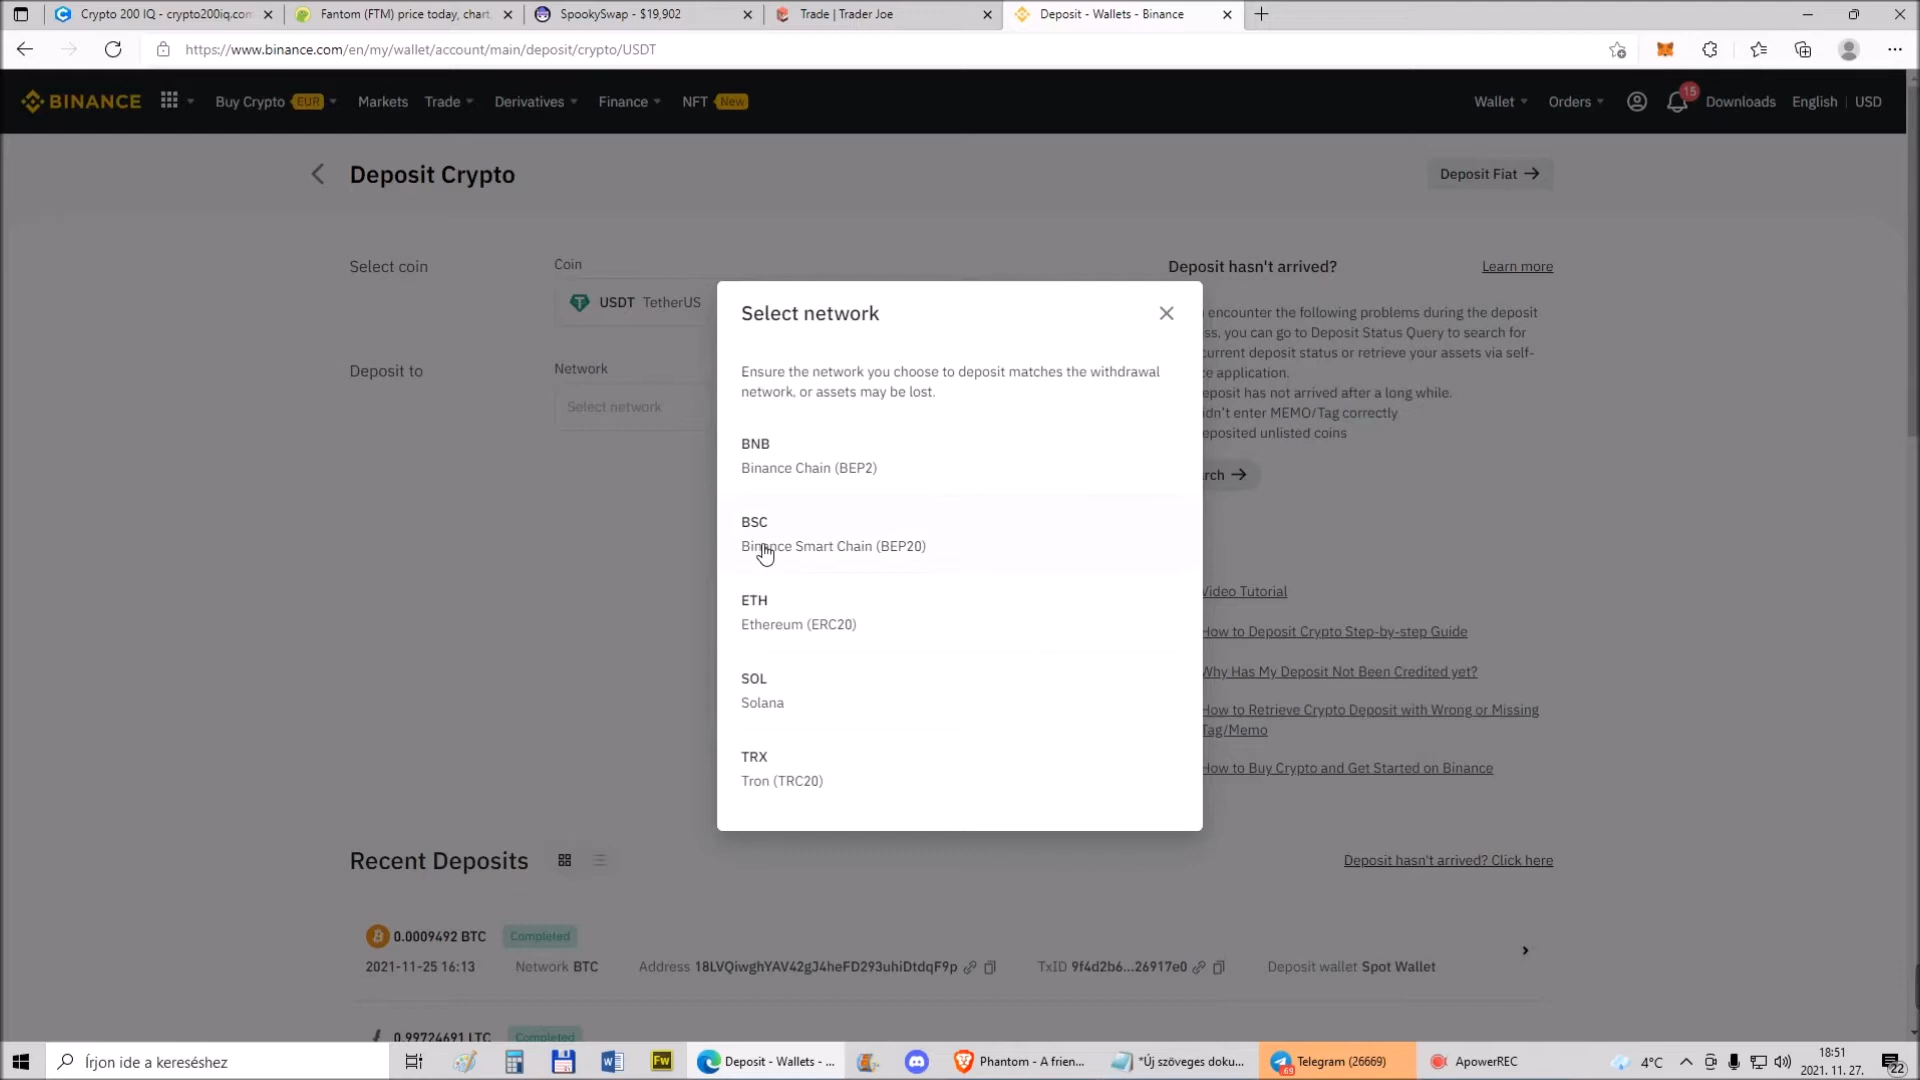 Crypto 200 IQ - crypto200iq.com
Fantom (FTM) price today, chart,
SpookySwap - $19,902
Trade | Trader Joe
Deposit - Wallets - Binance
https://www.binance.com/en/my/wallet/account/main/deposit/crypto/USDT
BINANCE
Buy Crypto EUR
Markets
Trade
Derivatives
Finance
NFT New
Wallet
Orders
15
Downloads
English | USD
Deposit Crypto
Deposit Fiat
Select coin
Coin
USDT TetherUS
Deposit to
Network
Select network
Deposit hasn't arrived?
Learn more
encounter the following problems during the deposit
you can go to Deposit Status Query to search for
current deposit status or retrieve your assets via self-
application.
deposit has not arrived after a long while.
enter MEMO/Tag correctly
deposited unlisted coins
Select network
Ensure the network you choose to deposit matches the withdrawal
network, or assets may be lost.
BNB
Binance Chain (BEP2)
BSC
Binance Smart Chain (BEP20)
ETH
Ethereum (ERC20)
SOL
Solana
TRX
Tron (TRC20)
Video Tutorial
How to Deposit Crypto Step-by-step Guide
Why Has My Deposit Not Been Credited yet?
How to Retrieve Crypto Deposit with Wrong or Missing
Tag/Memo
How to Buy Crypto and Get Started on Binance
Recent Deposits
Deposit hasn't arrived? Click here
0.0009492 BTC Completed
2021-11-25 16:13 Network BTC Address 18LVQiwghYAV42gJ4heFD293uhiDtdqF9p TxID 9f4d2b6...26917e0 Deposit wallet Spot Wallet
0.99724691 LTC Completed
Írjon ide a kereséshez
Fw
Deposit - Wallets - ...
Phantom - A frien...
*Új szöveges doku...
Telegram (26669)
69
ApowerREC
4°C
18:51
2021. 11. 27.
22